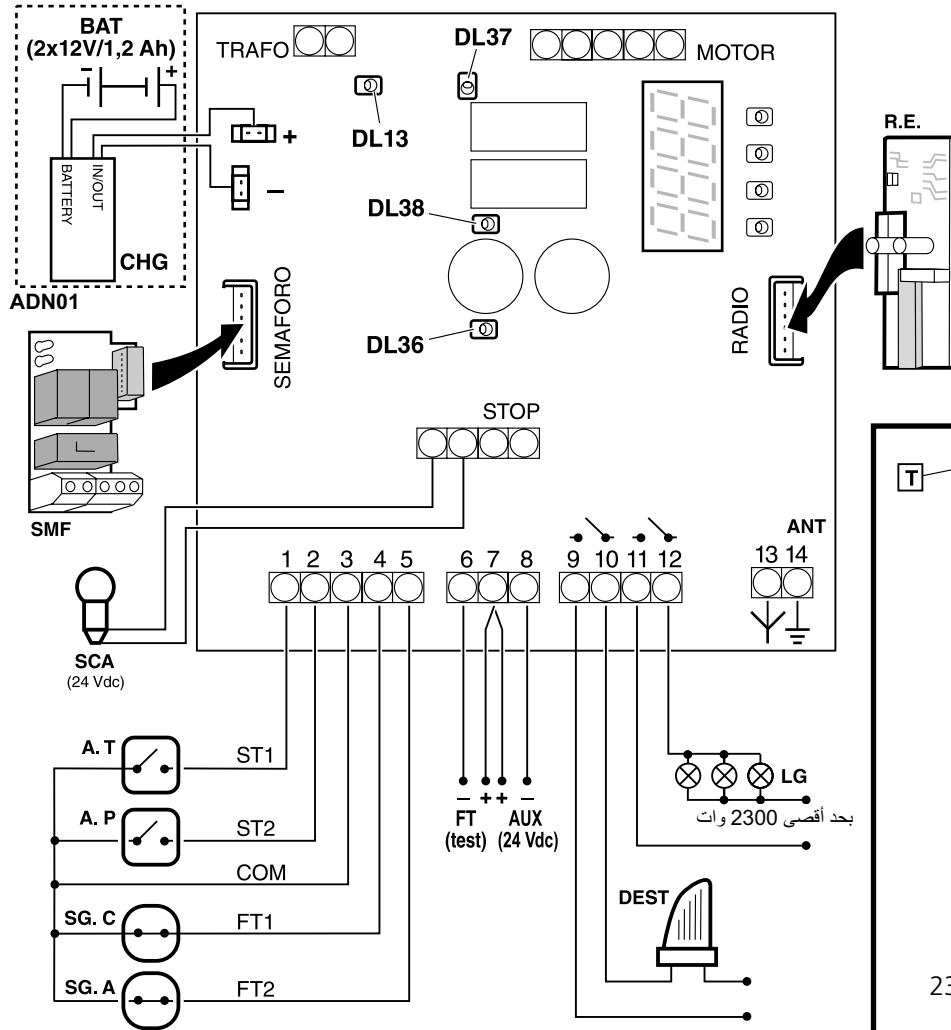 BAT
(2x12V/1,2 Ah)
- +
BATTERY
IN/OUT
CHG
ADN01
TRAFO
DL37
MOTOR
DL13
+
-
DL38
R.E.
SEMAFORO
DL36
RADIO
STOP
SMF
T
SCA
(24 Vdc)
ANT
1 2 3 4 5 6 7 8 9 10 11 12 13 14
A. T
ST1
A. P
ST2
COM
SG. C
FT1
SG. A
FT2
- + + -
FT AUX
(test) (24 Vdc)
LG
بحد أقصى 2300 وات
DEST